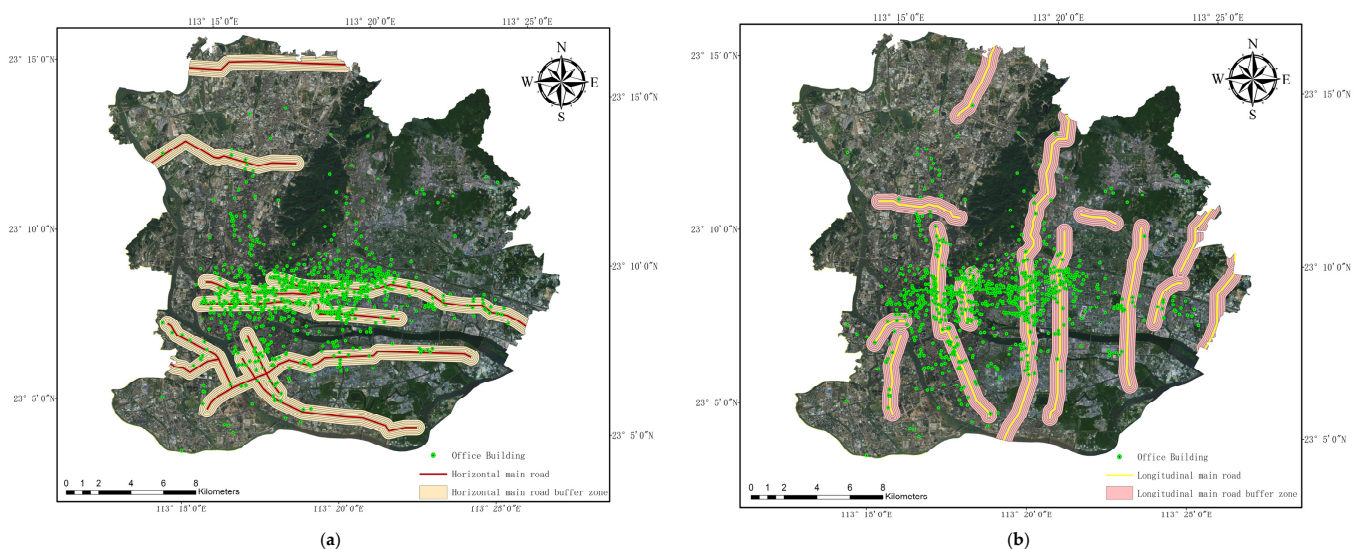 113° 15′0″E
113° 20′0″E
23° 15′0″N
N
W
E
S
23° 15′0″N
23° 10′0″N
23° 10′0″N
23° 5′0″N
23° 5′0″N
Office Building
Horizontal main road
Horizontal main road buffer zone
0 1 2 4 6 8
Kilometers
113° 15′0″E
113° 20′0″E
113° 25′0″E
(a)
113° 15′0″E
113° 20′0″E
113° 25′0″E
23° 15′0″N
N
W
E
S
23° 15′0″N
23° 10′0″N
23° 10′0″N
23° 5′0″N
23° 5′0″N
Office Building
Longitudinal main road
Longitudinal main road buffer zone
0 1 2 4 6 8
Kilometers
113° 15′0″E
113° 20′0″E
113° 25′0″E
(b)